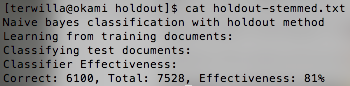 [terwilla@okami holdout]$ cat holdout-stemmed.txt
Naive bayes classification with holdout method
Learning from training documents:
Classifying test documents:
Classifier Effectiveness:
Correct: 6100, Total: 7528, Effectiveness: 81%